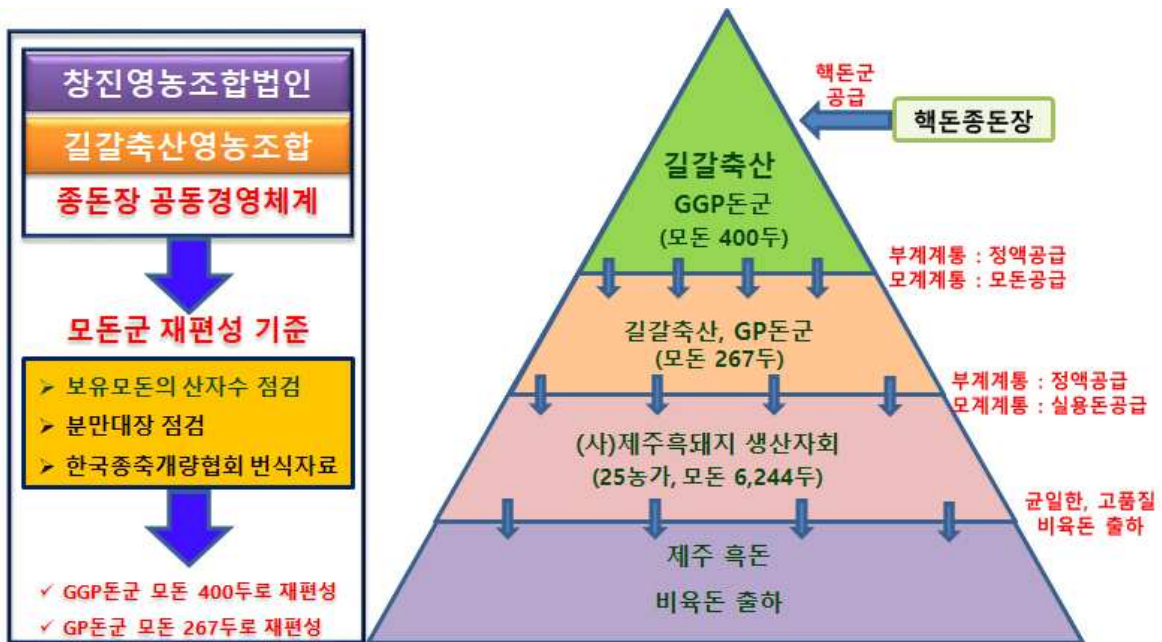 창진영농조합법인
길갈축산영농조합
종돈장 공동경영체계
모돈군 재편성 기준
➢ 보유모돈의 산자수 점검
➢ 분만대장 점검
➢ 한국종축개량협회 번식자료
✓ GGP돈군 모돈 400두로 재편성
✓ GP돈군 모돈 267두로 재편성
핵돈군
공급
핵돈종돈장
길갈축산
GGP돈군
(모돈 400두)
부계계통 : 정액공급
모계계통 : 모돈공급
길갈축산, GP돈군
(모돈 267두)
부계계통 : 정액공급
모계계통 : 실용돈공급
(사)제주흑돼지 생산자회
(25농가, 모돈 6,244두)
균일한, 고품질
비육돈 출하
제주 흑돈
비육돈 출하